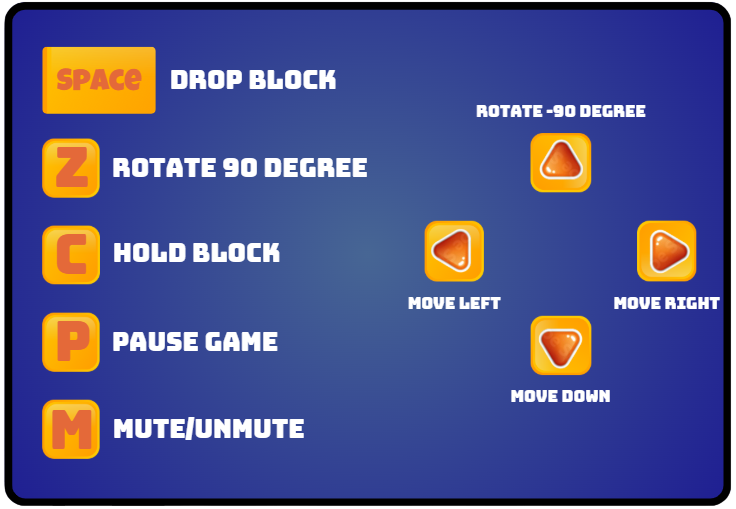 SPACE DROP BLOCK
Z ROTATE 90 DEGREE
C HOLD BLOCK
P PAUSE GAME
M MUTE/UNMUTE
ROTATE -90 DEGREE
MOVE LEFT
MOVE RIGHT
MOVE DOWN